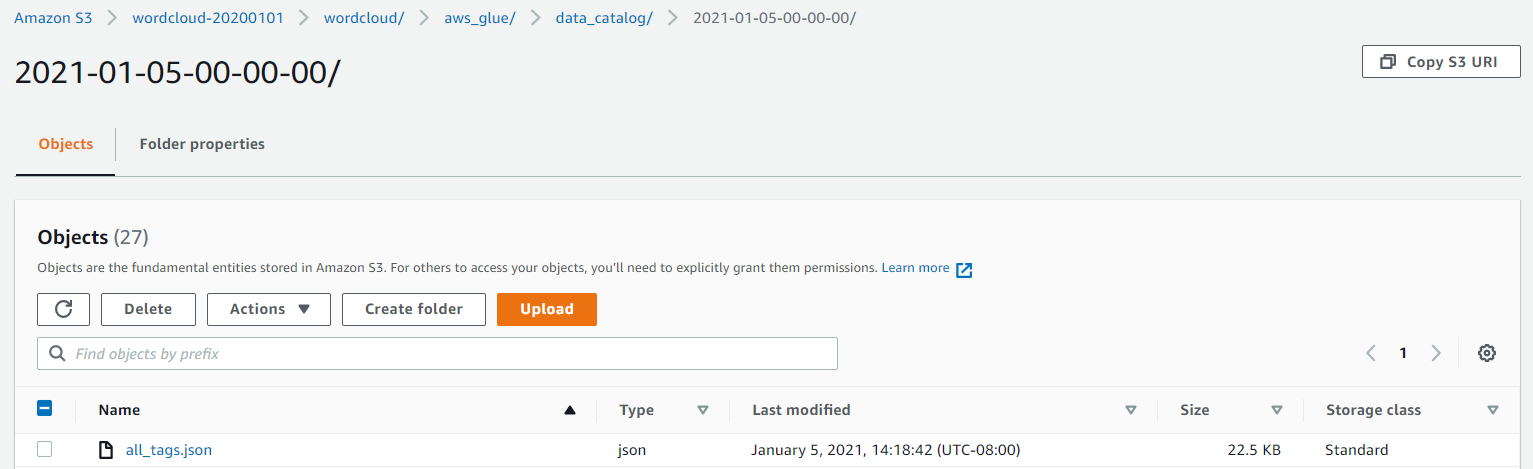 Amazon S3 wordcloud-20200101 wordcloud/ aws_glue/ data_catalog/ 2021-01-05-00-00-00/
2021-01-05-00-00-00/
Copy S3 URI
Objects Folder properties
Objects (27)
Objects are the fundamental entities stored in Amazon S3. For others to access your objects, you'll need to explicitly grant them permissions. Learn more
Delete Actions Create folder Upload
Find objects by prefix 1
Name Type Last modified Size Storage class
all_tags.json json January 5, 2021, 14:18:42 (UTC-08:00) 22.5 KB Standard